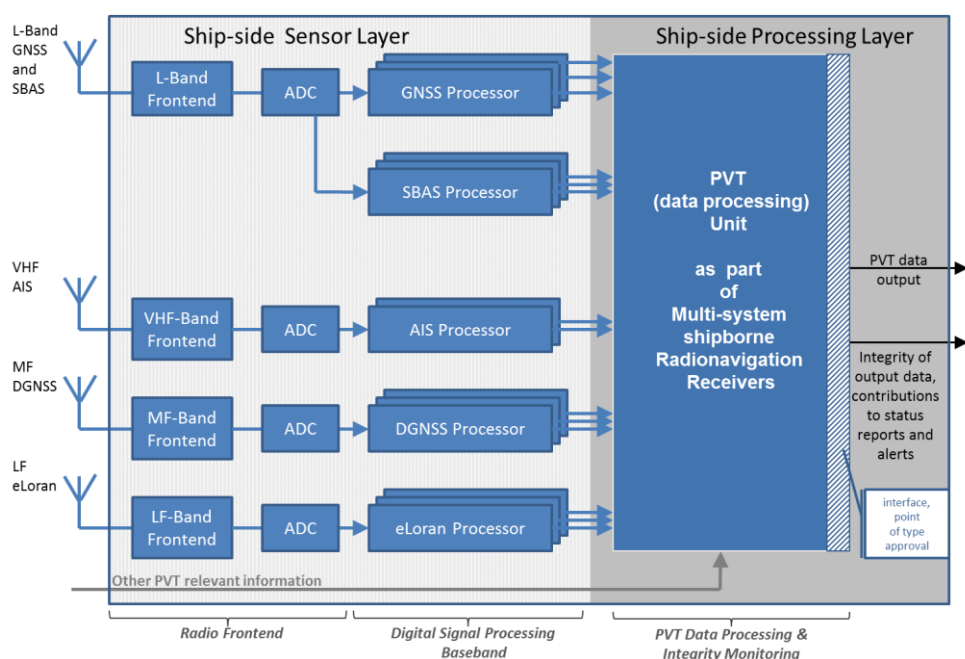 L-Band
GNSS
and
SBAS
Ship-side Sensor Layer
Ship-side Processing Layer
L-Band
Frontend
ADC
GNSS Processor
SBAS Processor
PVT
(data processing)
Unit
as part
of
Multi-system
shipborne
Radionavigation
Receivers
VHF
AIS
VHF-Band
Frontend
ADC
AIS Processor
PVT data
output
MF
DGNSS
MF-Band
Frontend
ADC
DGNSS Processor
Integrity of
output data,
contributions
to status
reports and
alerts
LF
eLoran
LF-Band
Frontend
ADC
eLoran Processor
interface,
point
of type
approval
Other PVT relevant information
Radio Frontend
Digital Signal Processing
Baseband
PVT Data Processing &
Integrity Monitoring